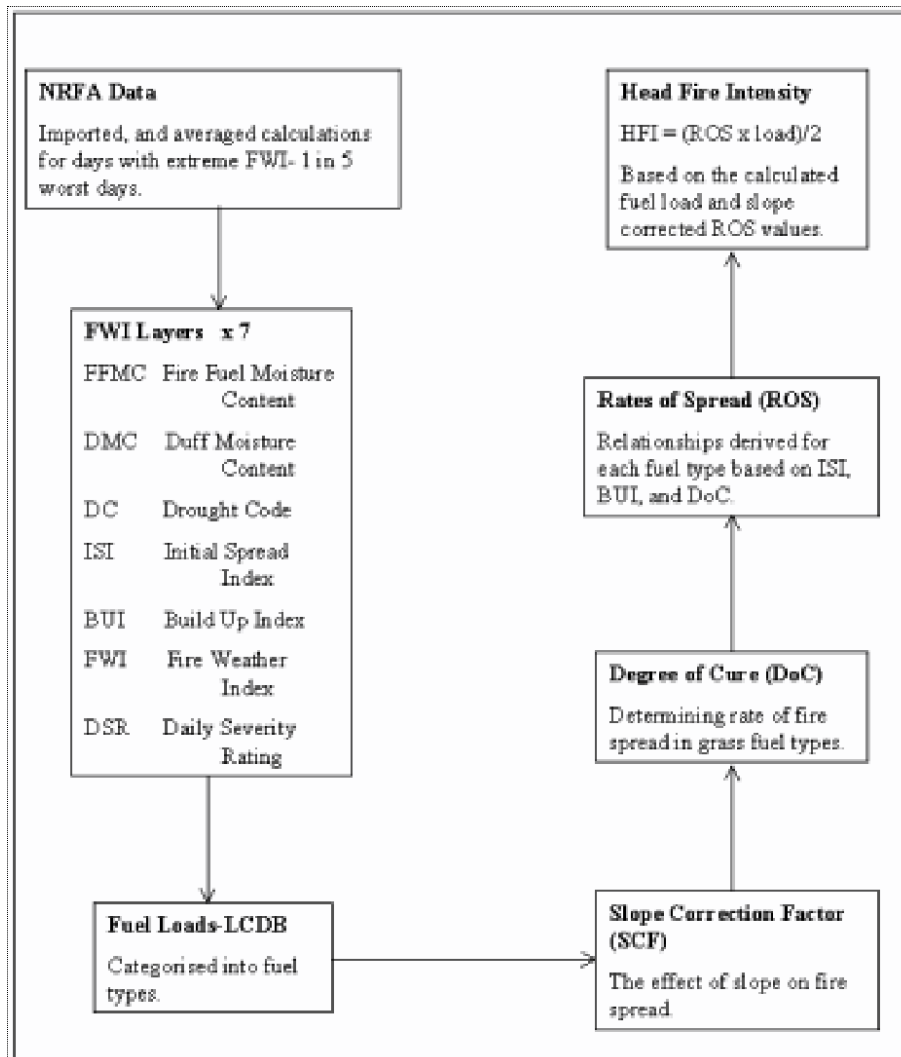 NRFA Data
Imported, and averaged calculations
for days with extreme FWI- 1 in 5
worst days.
FWI Layers x 7
FFMC Fire Fuel Moisture
Content
DMC Duff Moisture
Content
DC Drought Code
ISI Initial Spread
Index
BUI Build Up Index
FWI Fire Weather
Index
DSR Daily Severity
Rating
Fuel Loads-LCDB
Categorised into fuel
types.
Slope Correction Factor
(SCF)
The effect of slope on fire
spread.
Degree of Cure (DoC)
Determining rate of fire
spread in grass fuel types.
Rates of Spread (ROS)
Relationships derived for
each fuel type based on ISI,
BUI, and DoC.
Head Fire Intensity
HFI = (ROS x load)/2
Based on the calculated
fuel load and slope
corrected ROS values.